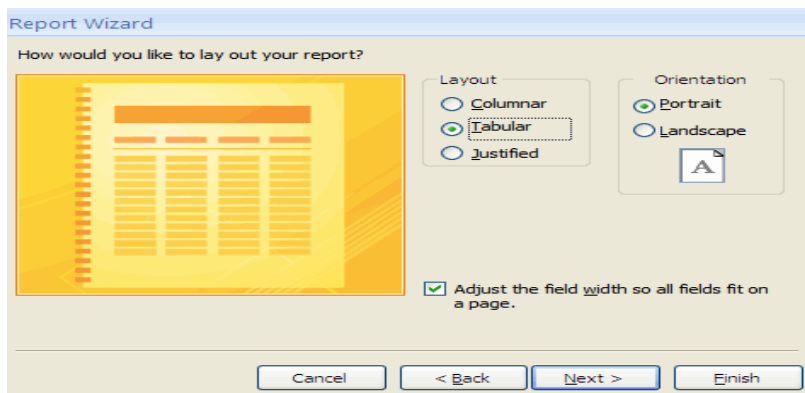 Report Wizard
How would you like to lay out your report?
Layout
Columnar
Tabular
Justified
Orientation
Portrait
Landscape
A
Adjust the field width so all fields fit on
a page.
Cancel
< Back
Next >
Finish